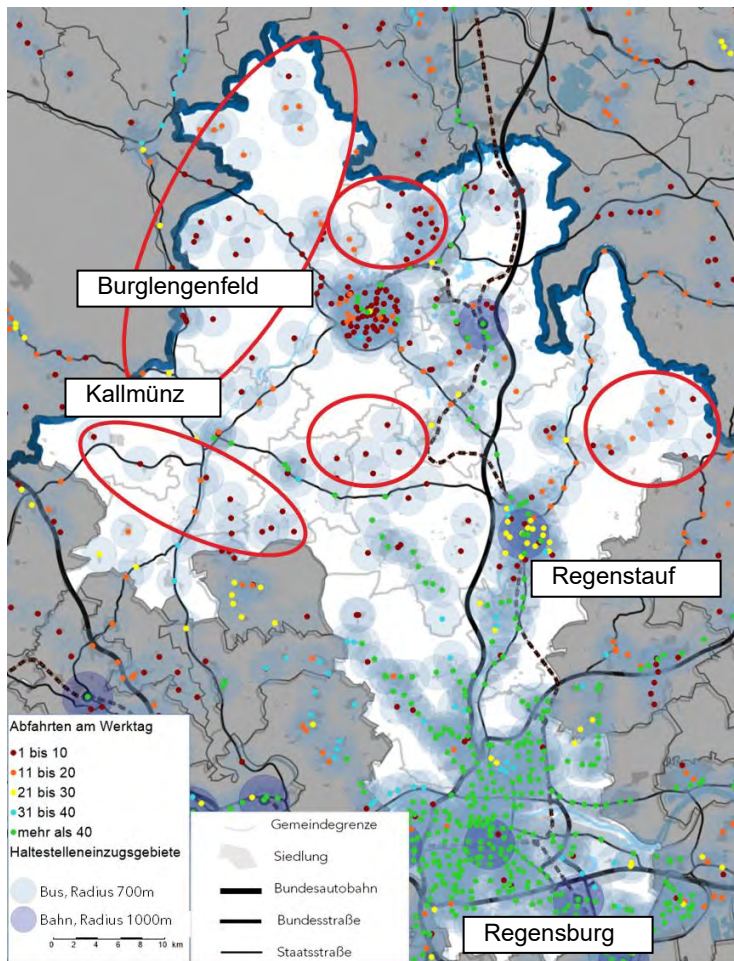 Burglengenfeld
Kallmünz
Regenstauf
Regensburg
Abfahrten am Werktag
1 bis 10
11 bis 20
21 bis 30
31 bis 40
mehr als 40
Haltestelleneinzugsgebiete
Bus, Radius 700m
Bahn, Radius 1000m
0 2 4 6 8 10
km
Gemeindegrenze
Siedlung
Bundesautobahn
Bundesstraße
Staatsstraße